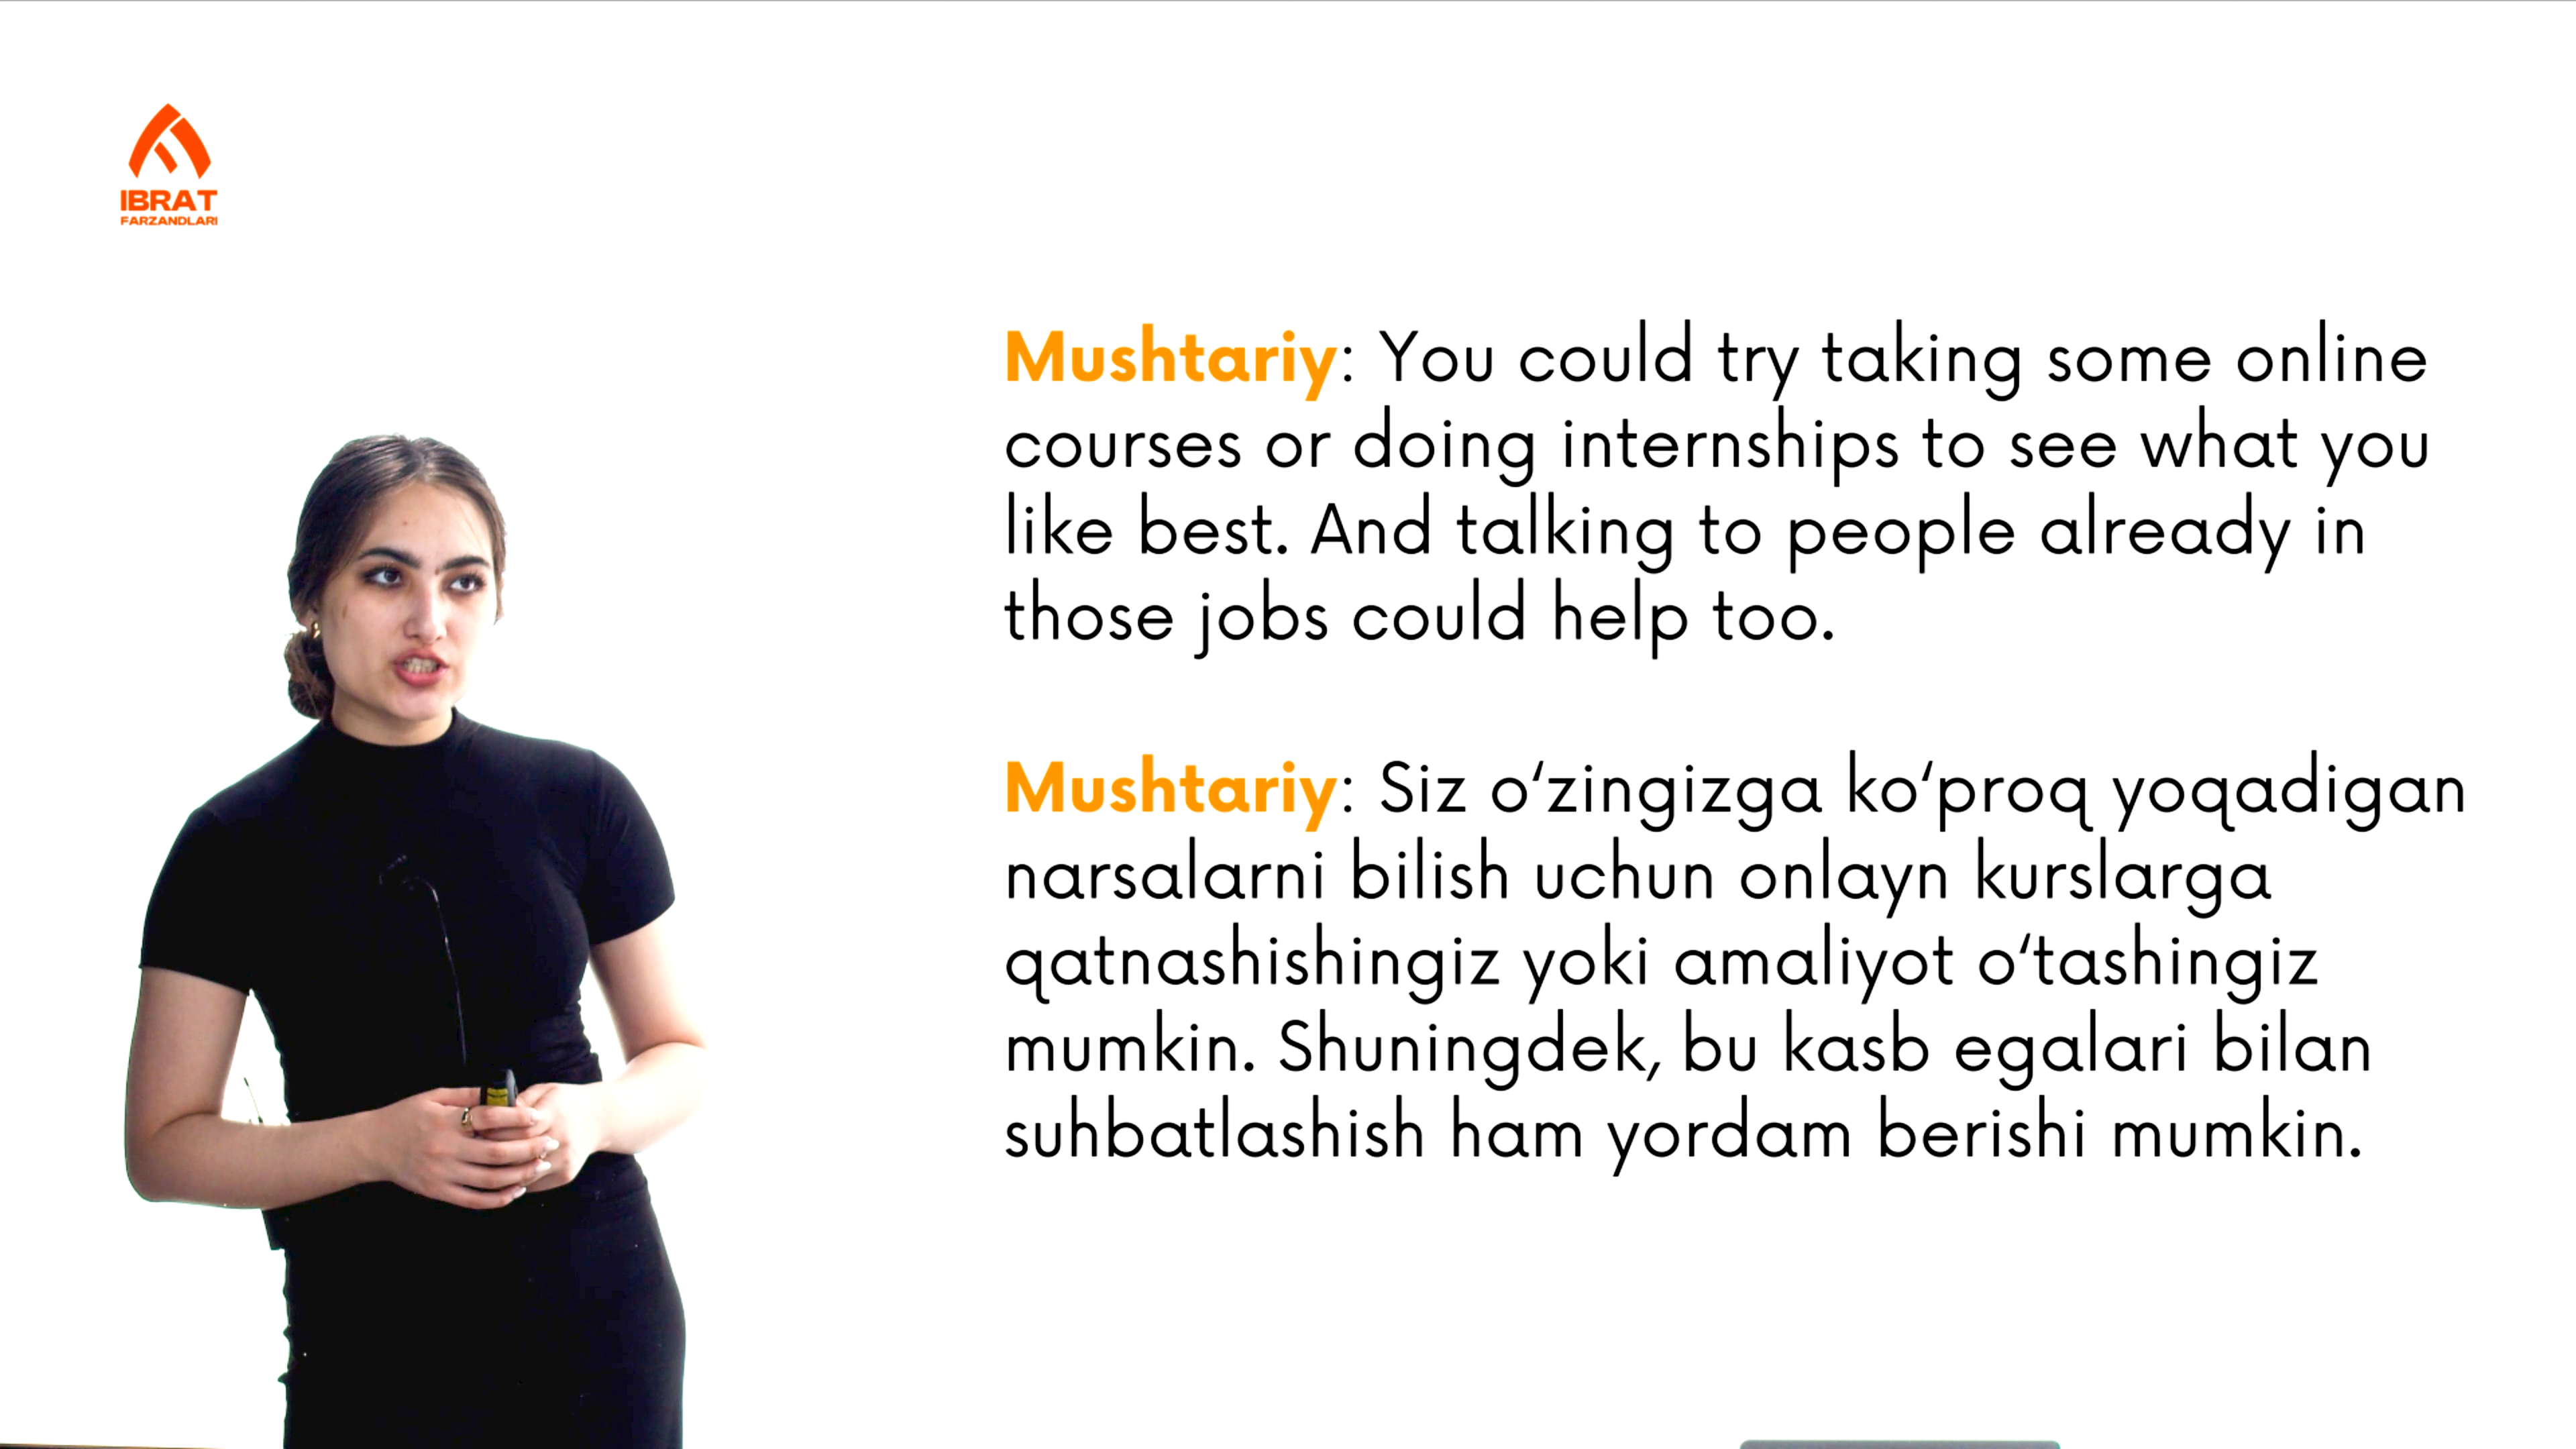 IBRAT
FARZANDLARI
Mushtariy: You could try taking some online
courses or doing internships to see what you
like best. And talking to people already in
those jobs could help too.
Mushtariy: Siz o‘zingizga ko‘proq yoqadigan
narsalarni bilish uchun onlayn kurslarga
qatnashishingiz yoki amaliyot o‘tashingiz
mumkin. Shuningdek, bu kasb egalari bilan
suhbatlashish ham yordam berishi mumkin.